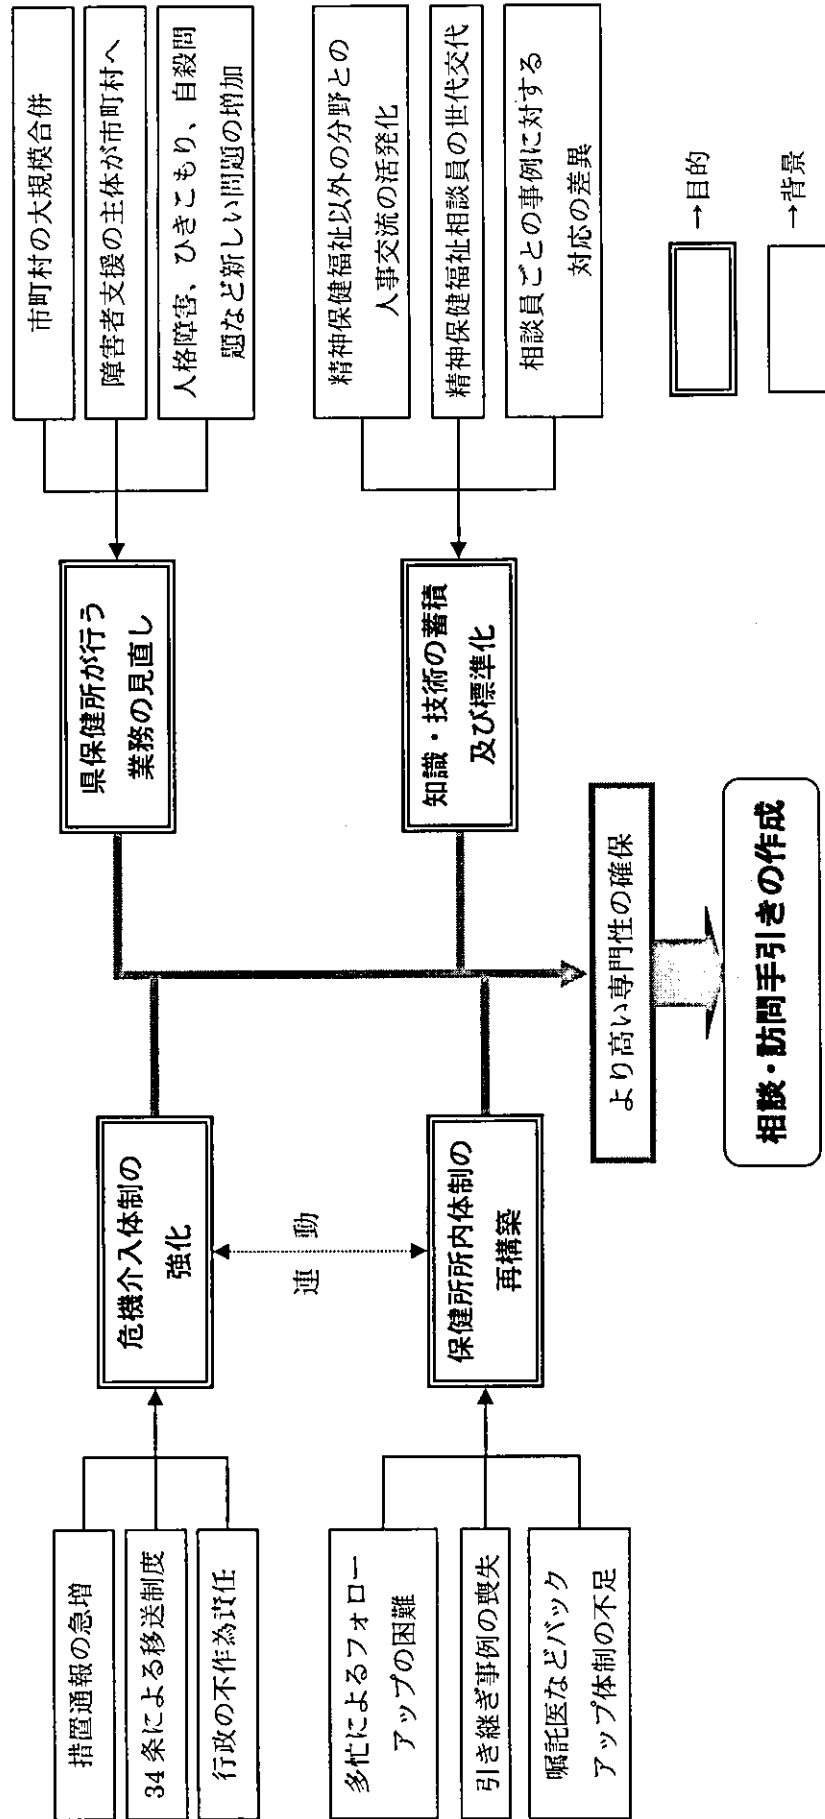 措置通報の急増
34条による移送制度
行政の不作為責任
危機介入体制の
強化
連動
多忙によるフォロー
アップの困難
引き継ぎ事例の喪失
嘱託医などバック
アップ体制の不足
保健所所内体制の
再構築
市町村の大規模合併
障害者支援の主体が市町村へ
人格障害、ひきこもり、自殺問
題など新しい問題の増加
県保健所が行う
業務の見直し
精神保健福祉以外の分野との
人事交流の活発化
精神保健福祉相談員の世代交代
相談員ごとの事例に対する
対応の差異
知識・技術の蓄積
及び標準化
より高い専門性の確保
相談・訪問手引きの作成
→目的
→背景